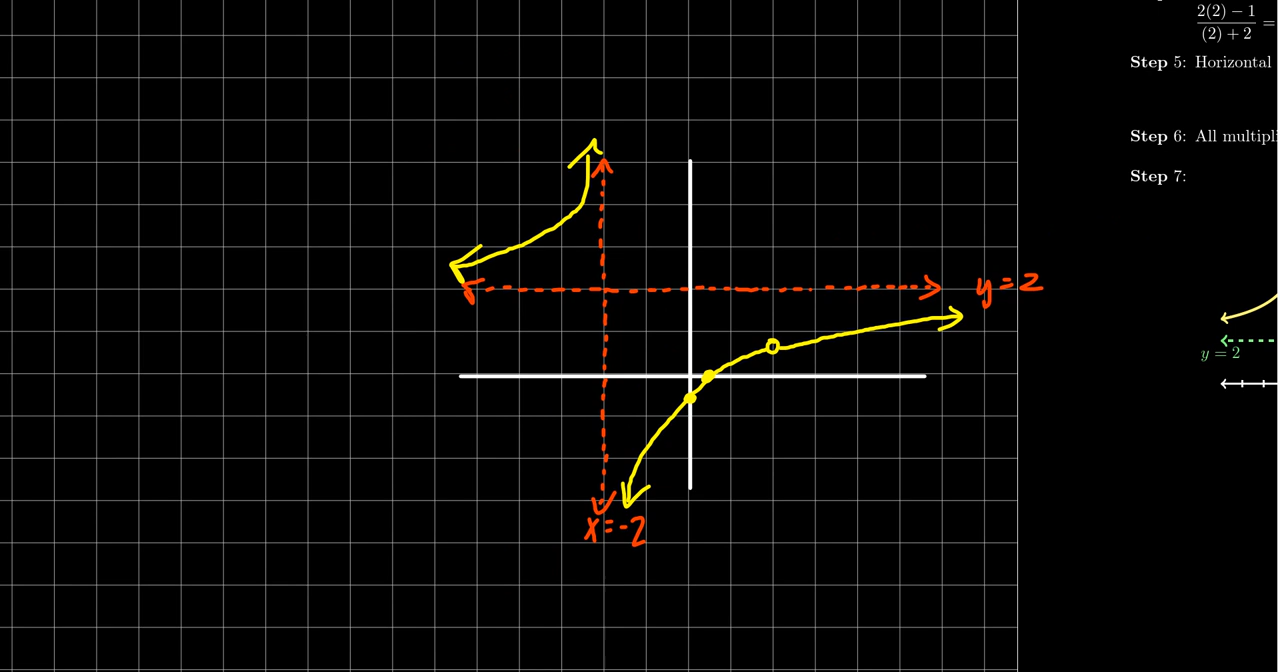 2(2) − 1
(2) + 2 =
Step 5: Horizontal
Step 6: All multipli
Step 7:
y=2
y = 2
x=-2